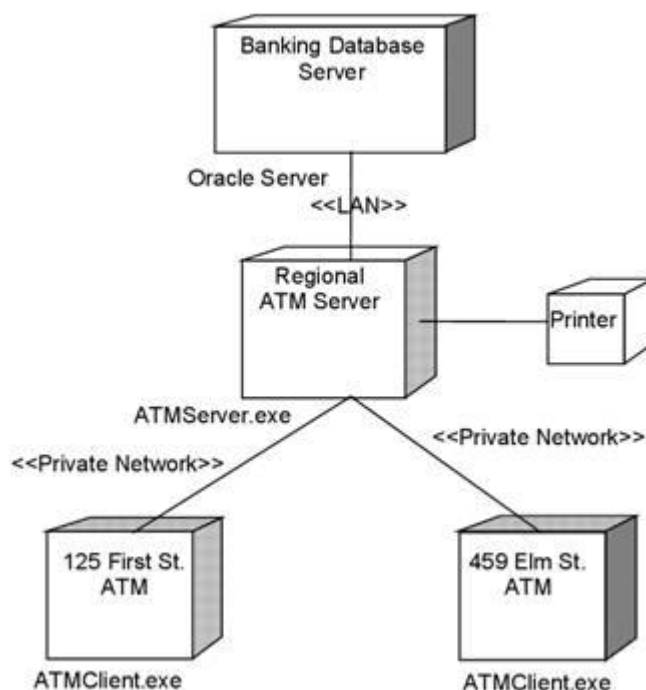 Banking Database
Server
Oracle Server
<<LAN>>
Regional
ATM Server
Printer
ATMServer.exe
<<Private Network>>
<<Private Network>>
125 First St.
ATM
459 Elm St.
ATM
ATMClient.exe
ATMClient.exe